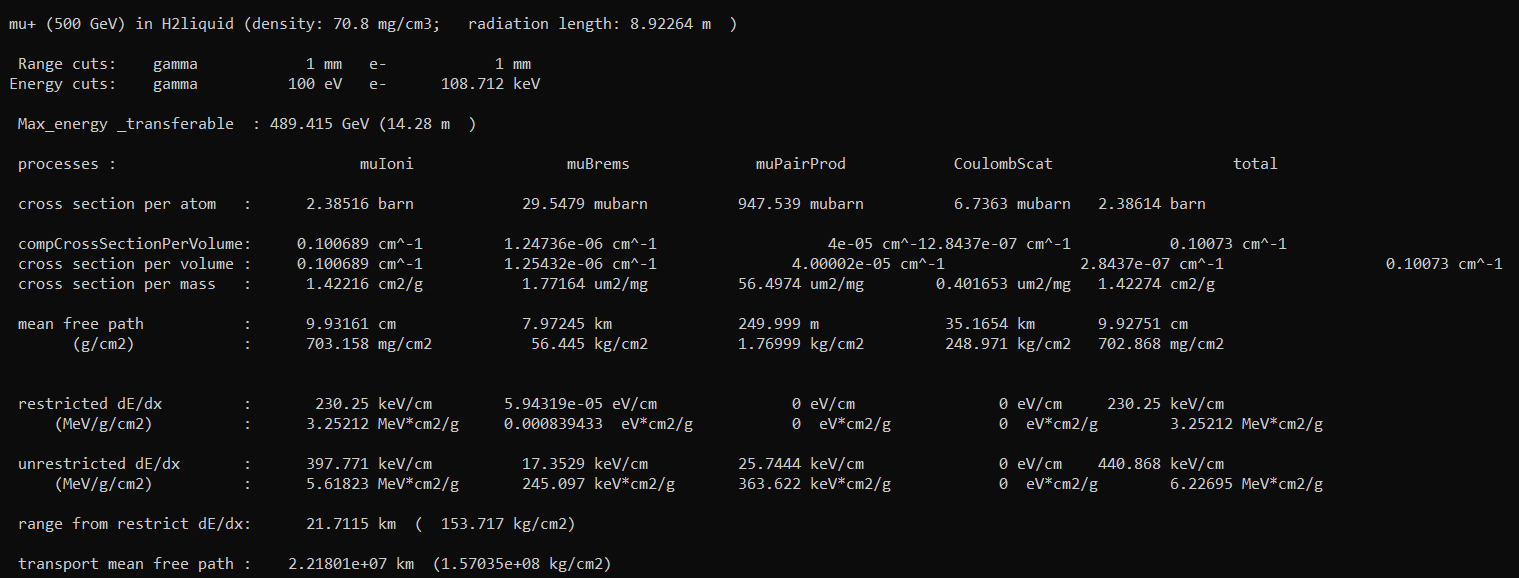 mu+ (500 GeV) in H2liquid (density: 70.8 mg/cm3;   radiation length: 8.92264 m  )
Range cuts:    gamma            1 mm   e-            1 mm
Energy cuts:    gamma          100 eV   e-      108.712 keV
Max_energy _transferable  : 489.415 GeV (14.28 m  )
processes :                           muIoni                 muBrems              muPairProd            CoulombScat                    total
cross section per atom   :      2.38516 barn            29.5479 mubarn         947.539 mubarn          6.7363 mubarn   2.38614 barn
compCrossSectionPerVolume:     0.100689 cm^-1         1.24736e-06 cm^-1                   4e-05 cm^-12.8437e-07 cm^-1           0.10073 cm^-1
cross section per volume :     0.100689 cm^-1         1.25432e-06 cm^-1               4.00002e-05 cm^-1               2.8437e-07 cm^-1                  0.10073 cm^-1
cross section per mass   :      1.42216 cm2/g            1.77164 um2/mg         56.4974 um2/mg        0.401653 um2/mg   1.42274 cm2/g
mean free path           :      9.93161 cm              7.97245 km             249.999 m             35.1654 km       9.92751 cm
(g/cm2)          :      703.158 mg/cm2           56.445 kg/cm2         1.76999 kg/cm2         248.971 kg/cm2   702.868 mg/cm2
restricted dE/dx         :       230.25 keV/cm        5.94319e-05 eV/cm               0 eV/cm               0 eV/cm     230.25 keV/cm
(MeV/g/cm2)          :      3.25212 MeV*cm2/g     0.000839433  eV*cm2/g           0  eV*cm2/g            0  eV*cm2/g        3.25212 MeV*cm2/g
unrestricted dE/dx       :      397.771 keV/cm          17.3529 keV/cm         25.7444 keV/cm               0 eV/cm    440.868 keV/cm
(MeV/g/cm2)          :      5.61823 MeV*cm2/g       245.097 keV*cm2/g       363.622 keV*cm2/g            0  eV*cm2/g        6.22695 MeV*cm2/g
range from restrict dE/dx:      21.7115 km  (  153.717 kg/cm2)
transport mean free path :    2.21801e+07 km  (1.57035e+08 kg/cm2)